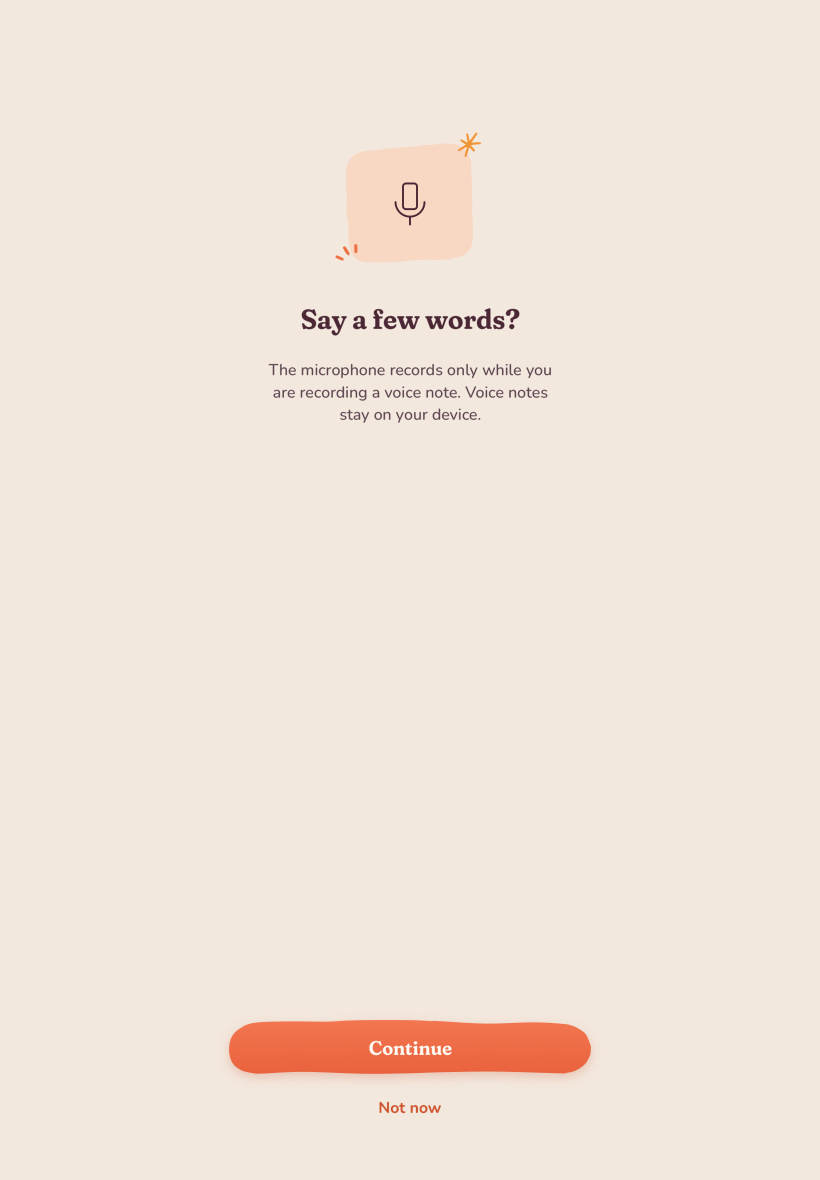 Say a few words?
The microphone records only while you
are recording a voice note. Voice notes
stay on your device.
Continue
Not now